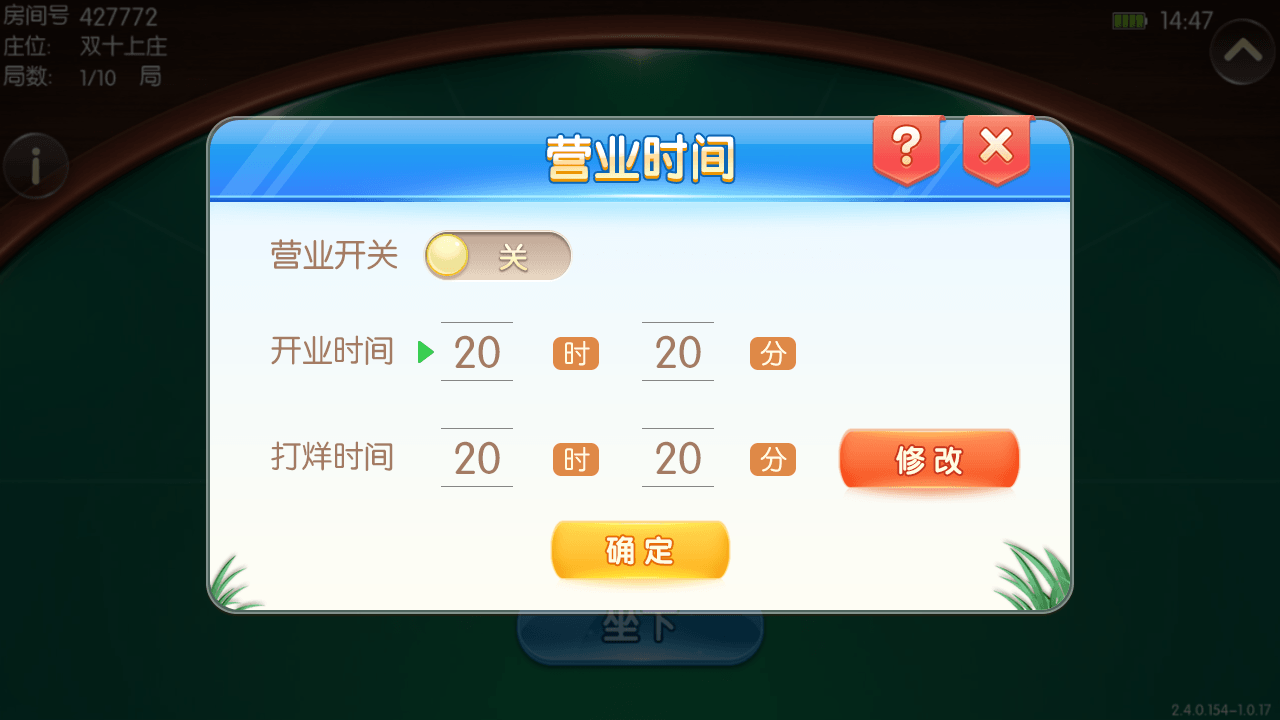 房间号 427772
14:47
庄位: 双十上庄
局数: 1/10 局
营业时间
?
营业开关 关
开业时间 20 时 20 分
打烊时间 20 时 20 分
修改
确定
坐下
2.4.0.154-1.0.17